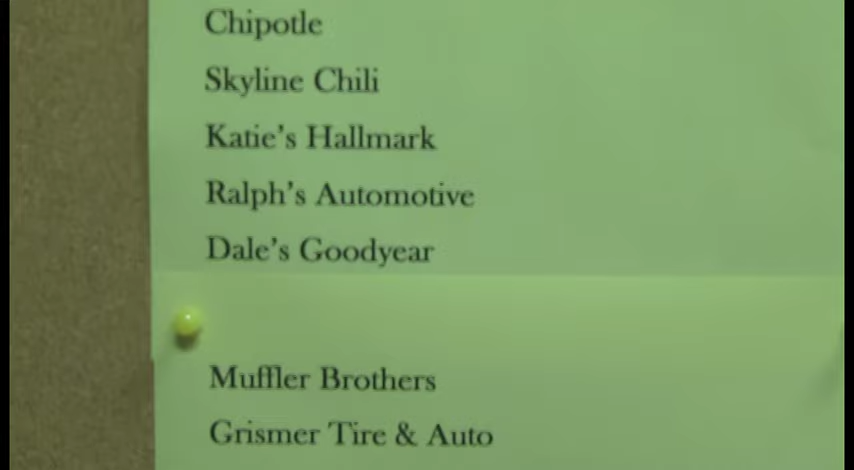 Chipotle
Skyline Chili
Katie's Hallmark
Ralph's Automotive
Dale's Goodyear
Muffler Brothers
Grismer Tire & Auto